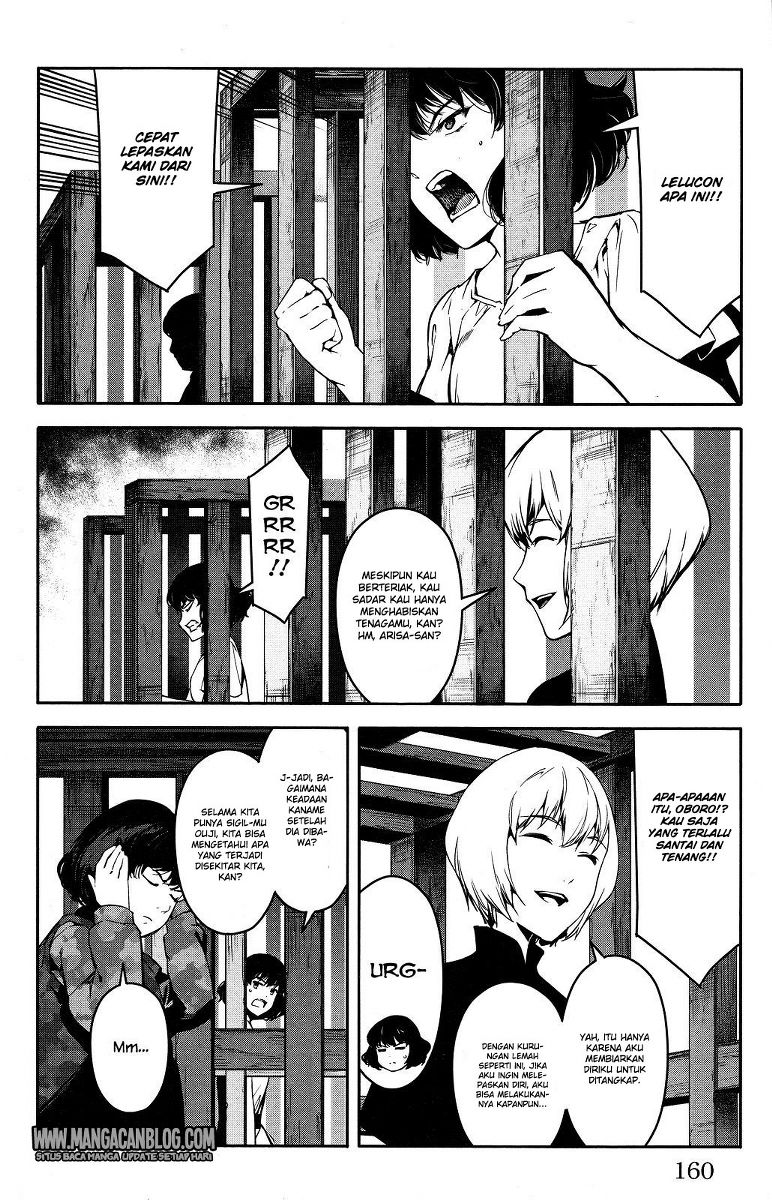 LELUCON
APA INI!!
CEPAT
LEPASKAN
KAMI DARI
SINI!!
MESKIPUN KAU
BERTERIAK, KAU
SADAR KAU HANYA
MENGHABISKAN
TENAGAMU, KAN?
HM, ARISA-SAN?
GR
RR
RR
!!
APA-APAAAN
ITU, OBORO!?
KAU SAJA
YANG TERLALU
SANTAI DAN
TENANG!!
YAH, ITU HANYA
KARENA AKU
MEMBIARKAN
DIRIKU UNTUK
DITANGKAP.
DENGAN KURU-
NGAN LEMAH
SEPERTI INI, JIKA
AKU INGIN MELE-
PASKAN DIRI, AKU
BISA MELAKUKAN-
NYA KAPANPUN...
URG-
J-JADI, BA-
GAIMANA
KEADAAN
KANAME
SETELAH
DIA DIBA-
WA?
SELAMA KITA
PUNYA SIGIL-MU
OUJI, KITA BISA
MENGETAHUI APA
YANG TERJADI
DISEKITAR KITA,
KAN?
Mm...
WWW.MANGACANBLOG.COM
SITUS BACA MANGA UPDATE SETIAP HARI
160